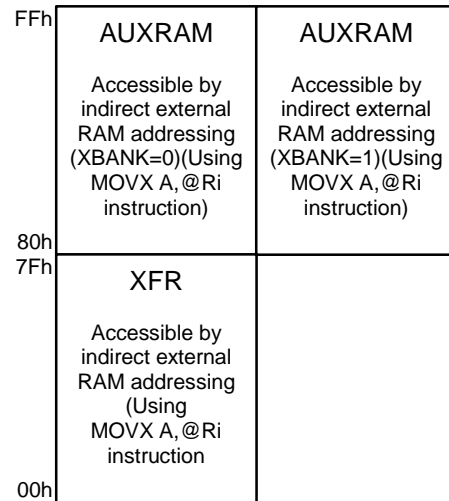 FFh
AUXRAM
Accessible by
indirect external
RAM addressing
(XBANK=0)(Using
MOVX A,@Ri
instruction)
AUXRAM
Accessible by
indirect external
RAM addressing
(XBANK=1)(Using
MOVX A,@Ri
instruction)
80h
7Fh
XFR
Accessible by
indirect external
RAM addressing
(Using
MOVX A,@Ri
instruction
00h